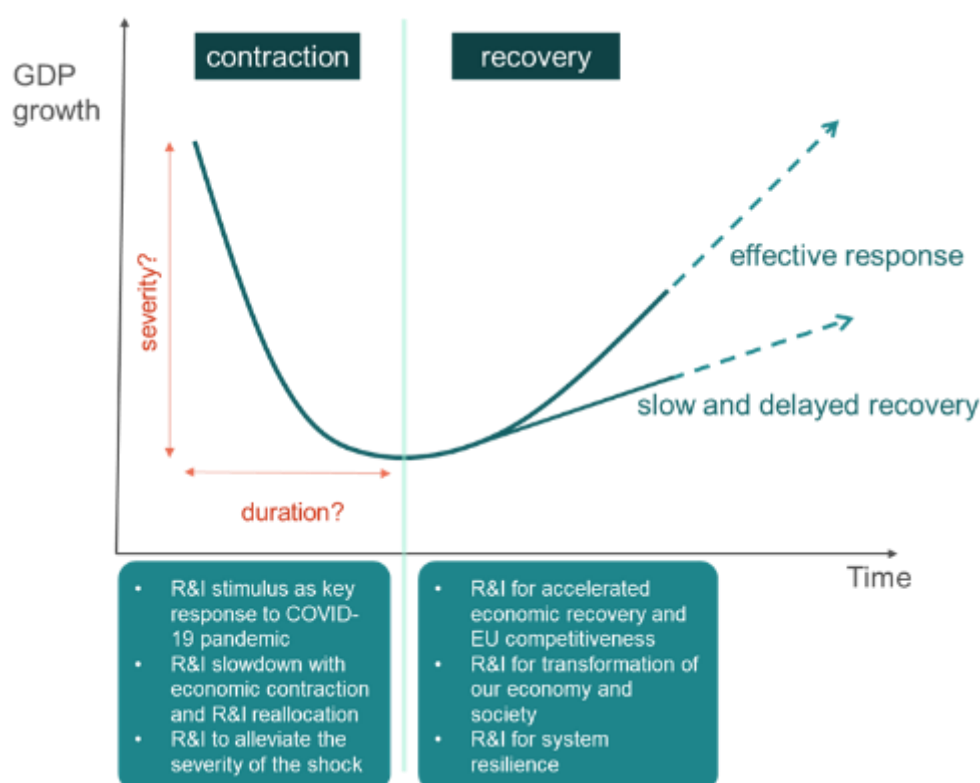 contraction
recovery
GDP
growth
severity?
effective response
slow and delayed recovery
duration?
Time
• R&I stimulus as key
response to COVID-
19 pandemic
• R&I slowdown with
economic contraction
and R&I reallocation
• R&I to alleviate the
severity of the shock
• R&I for accelerated
economic recovery and
EU competitiveness
• R&I for transformation of
our economy and
society
• R&I for system
resilience